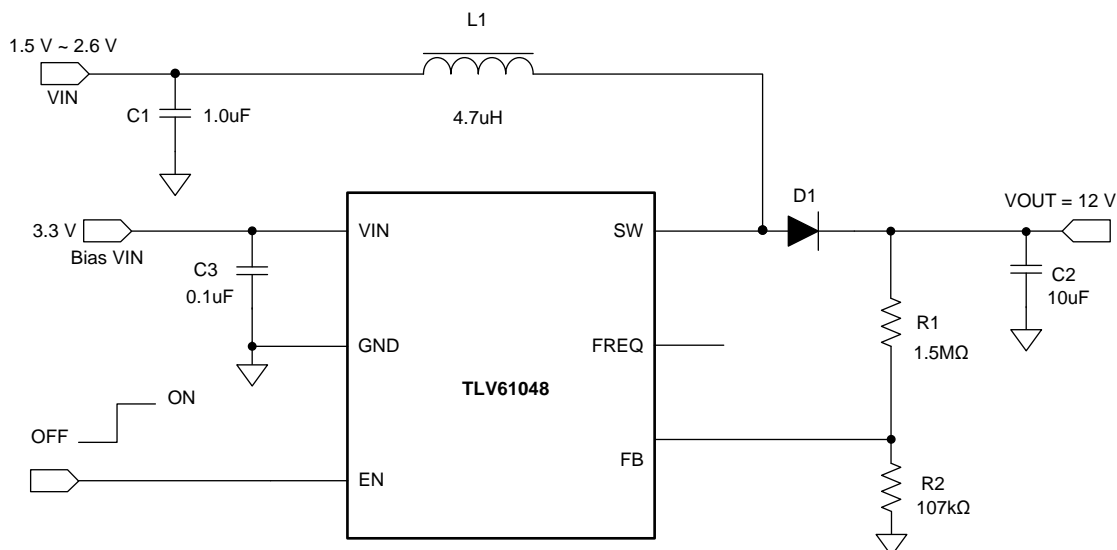 L1
1.5 V ~ 2.6 V
VIN
C1
1.0uF
4.7uH
D1
VOUT = 12 V
3.3 V
Bias VIN
VIN
SW
C3
0.1uF
C2
10uF
R1
1.5MΩ
GND
FREQ
TLV61048
ON
OFF
FB
EN
R2
107kΩ